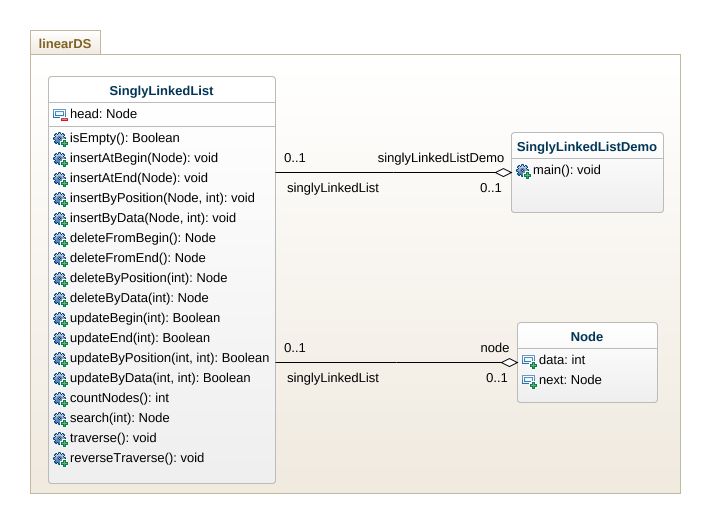 linearDS
SinglyLinkedList
head: Node
isEmpty(): Boolean
insertAtBegin(Node): void
insertAtEnd(Node): void
insertByPosition(Node, int): void
insertByData(Node, int): void
deleteFromBegin(): Node
deleteFromEnd(): Node
deleteByPosition(int): Node
deleteByData(int): Node
updateBegin(int): Boolean
updateEnd(int): Boolean
updateByPosition(int, int): Boolean
updateByData(int, int): Boolean
countNodes(): int
search(int): Node
traverse(): void
reverseTraverse(): void
0..1 singlyLinkedListDemo
singlyLinkedList 0..1
SinglyLinkedListDemo
main(): void
0..1 node
singlyLinkedList 0..1
Node
data: int
next: Node